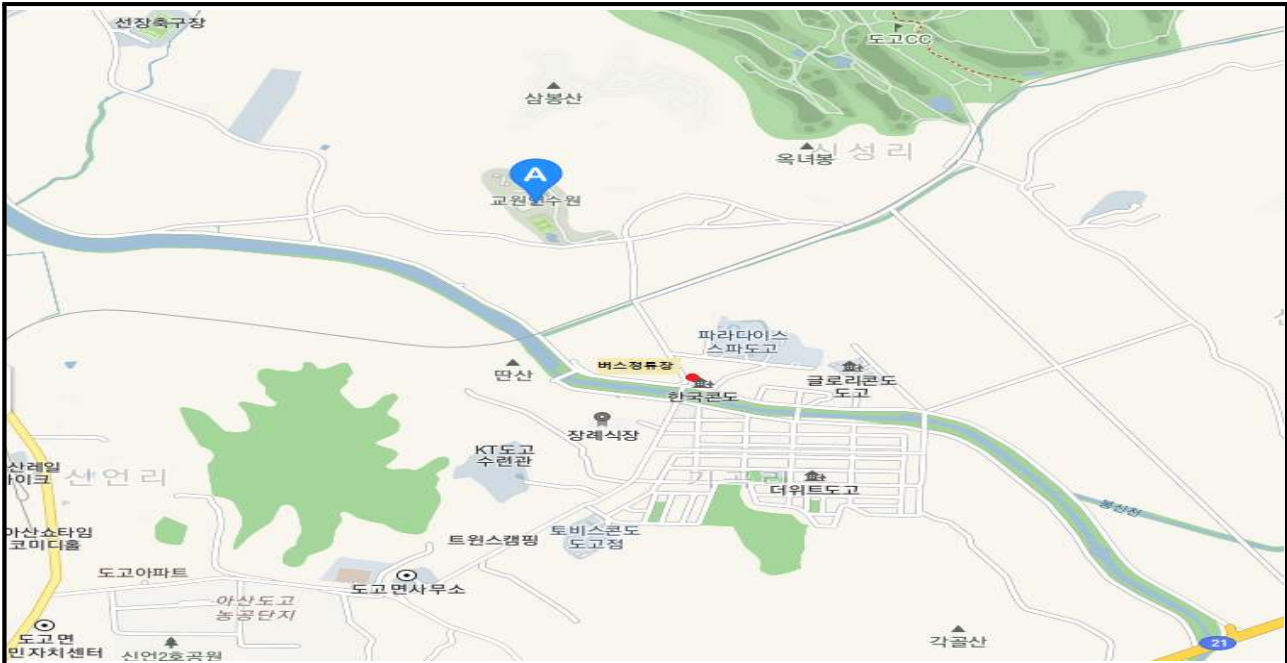 선장축구장
도고CC
삼봉산
옥녀봉
신성리
A
교원연수원
파라다이스
스파도고
버스정류장
딴산
글로리콘도
도고
한국콘도
장례식장
KT도고
수련관
산레일
바이크
산언리
기곡리
더위트도고
봉신천
아산쇼타임
코미디홀
트윈스캠핑
토비스콘도
도고점
도고아파트
도고면사무소
아산도고
농공단지
도고면
민자치센터
신언2호공원
각골산
21